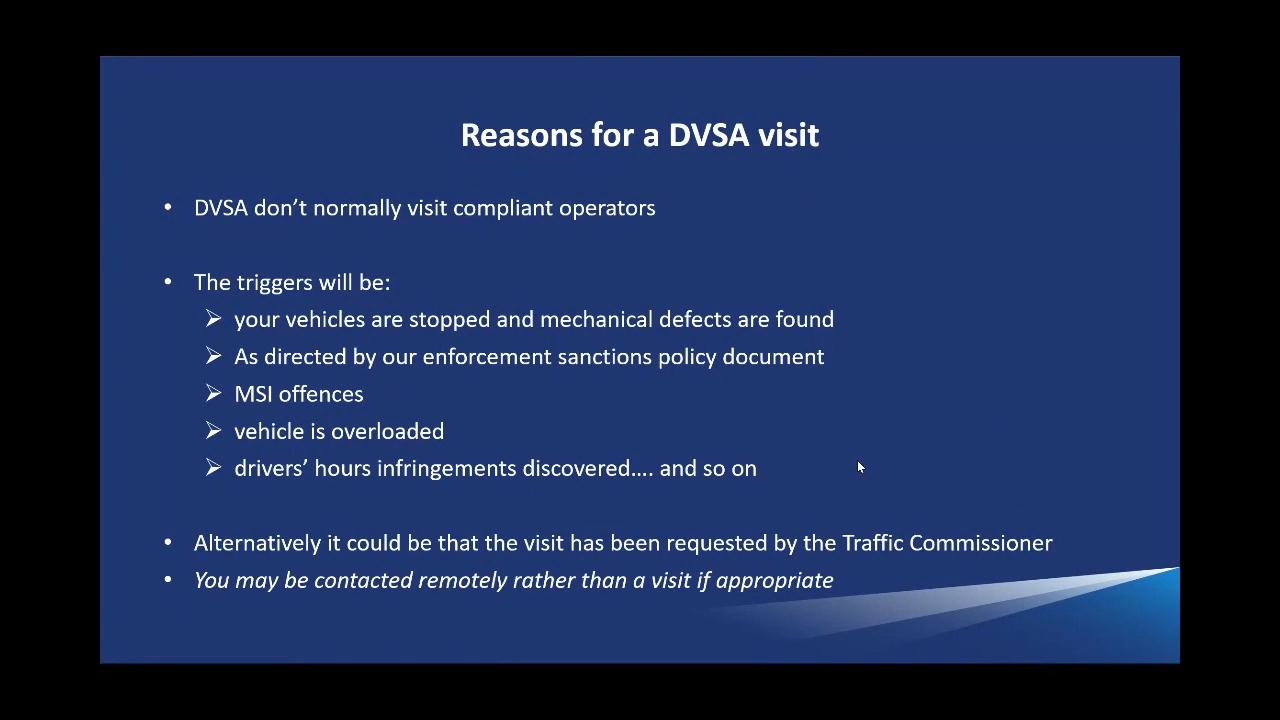 Reasons for a DVSA visit
• DVSA don’t normally visit compliant operators
• The triggers will be:
➢ your vehicles are stopped and mechanical defects are found
➢ As directed by our enforcement sanctions policy document
➢ MSI offences
➢ vehicle is overloaded
➢ drivers’ hours infringements discovered.... and so on
• Alternatively it could be that the visit has been requested by the Traffic Commissioner
• You may be contacted remotely rather than a visit if appropriate